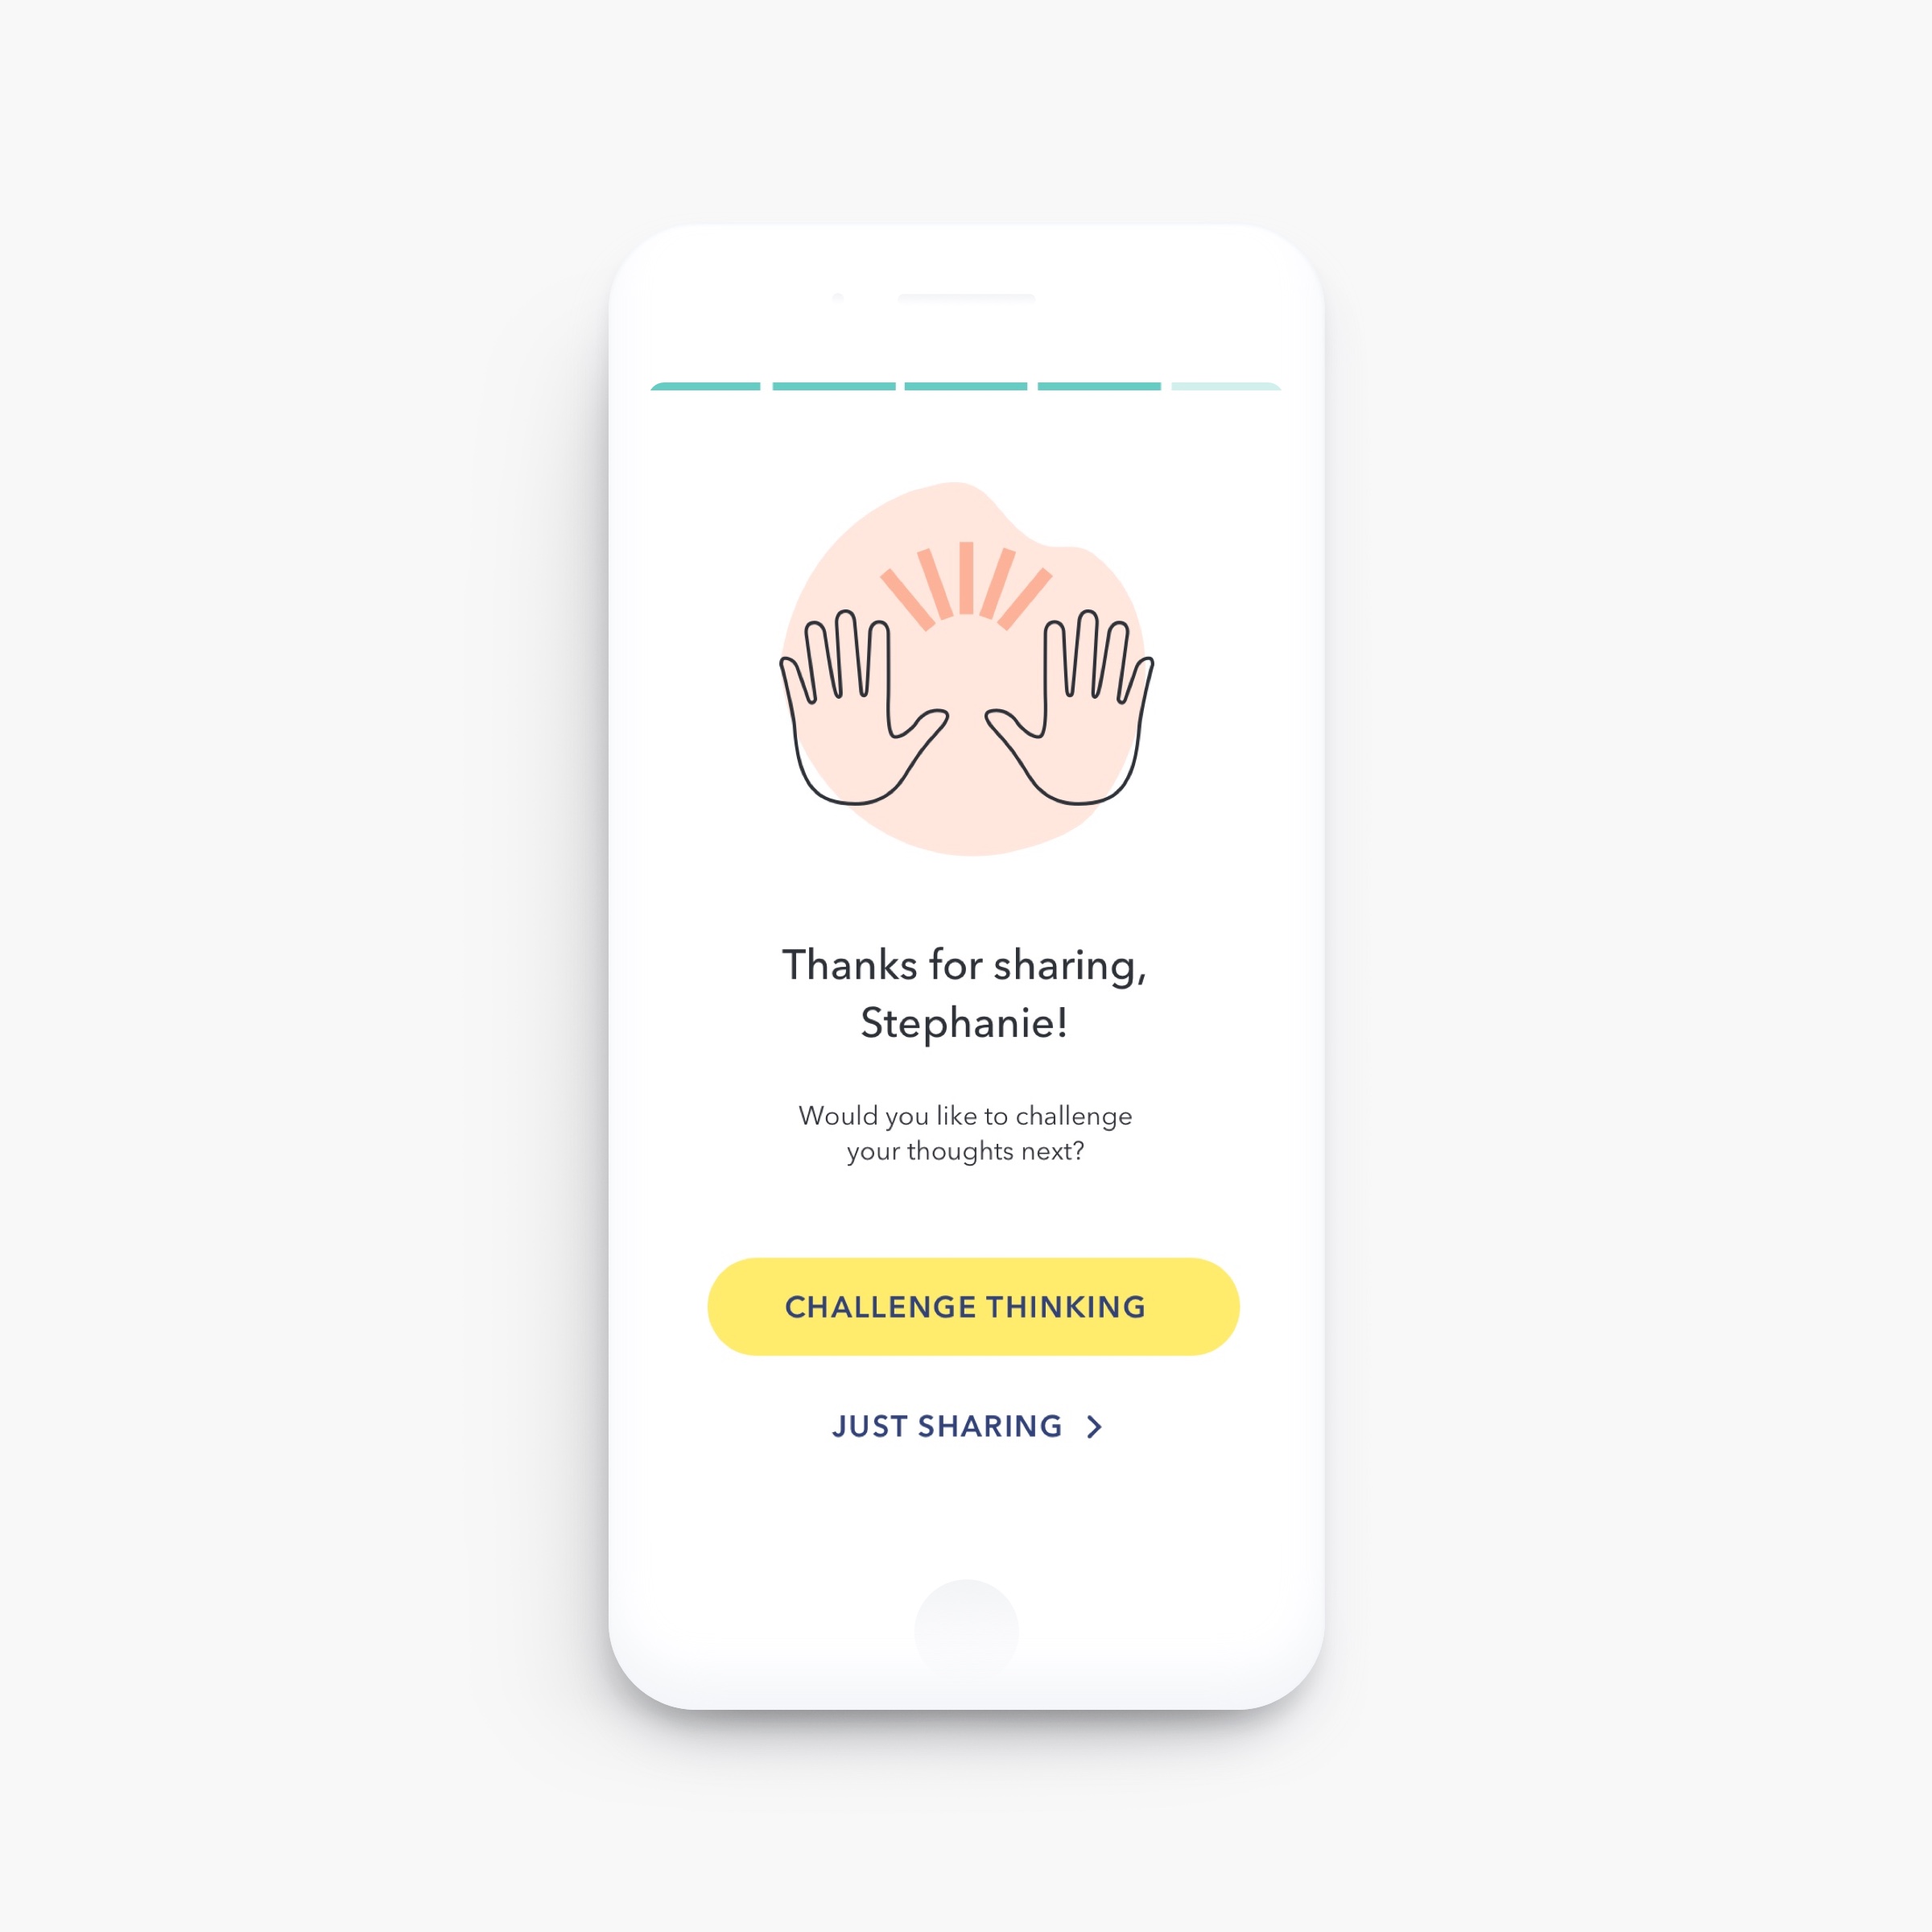 Thanks for sharing,
Stephanie!
Would you like to challenge
your thoughts next?
CHALLENGE THINKING
JUST SHARING